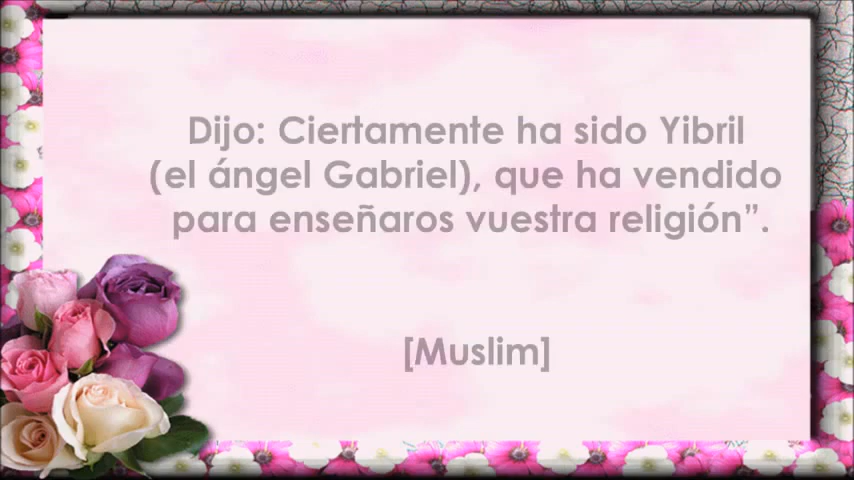 Dijo: Ciertamente ha sido Yibril
(el ángel Gabriel), que ha vendido
para enseñaros vuestra religión”.
[Muslim]